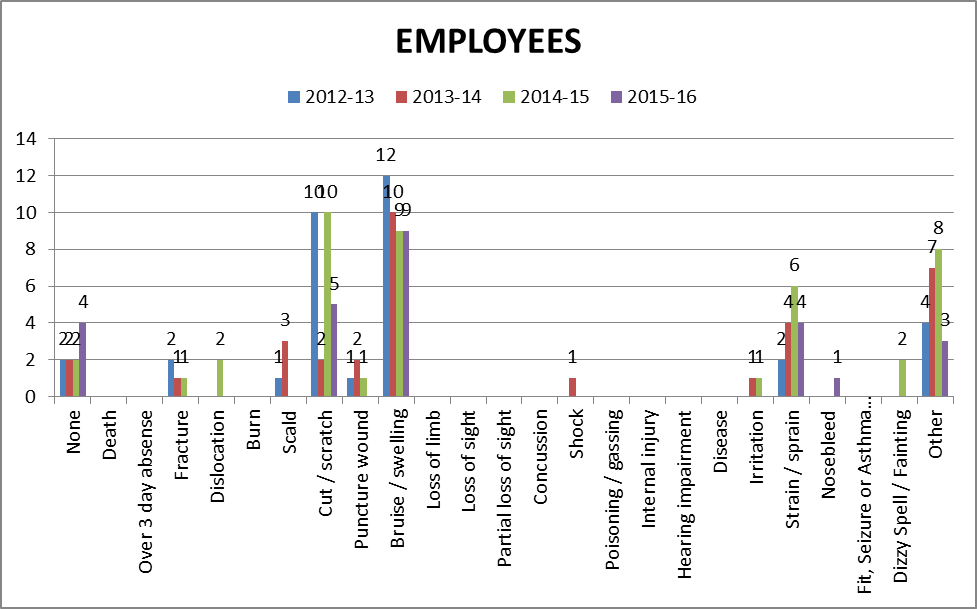 EMPLOYEES
2012-13 2013-14 2014-15 2015-16
14
12
10
8
6
4
2
0
2 2 2 4
2 1 1
2
1 3
10 2 10 5
1 2 1
12 10 9 9
1
1 1
2 4 6 4
1
2
4 7 8 3
None
Death
Over 3 day absense
Fracture
Dislocation
Burn
Scald
Cut / scratch
Puncture wound
Bruise / swelling
Loss of limb
Loss of sight
Partial loss of sight
Concussion
Shock
Poisoning / gassing
Internal injury
Hearing impairment
Disease
Irritation
Strain / sprain
Nosebleed
Fit, Seizure or Asthma...
Dizzy Spell / Fainting
Other